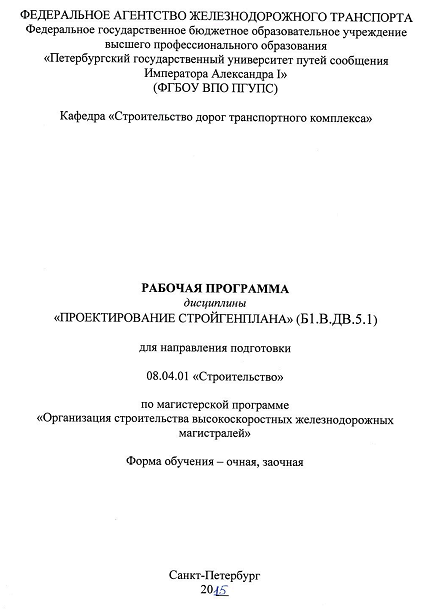 ФЕДЕРАЛЬНОЕ АГЕНТСТВО ЖЕЛЕЗНОДОРОЖНОГО ТРАНСПОРТА
Федеральное государственное бюджетное образовательное учреждение
высшего профессионального образования
«Петербургский государственный университет путей сообщения
Императора Александра I»
(ФГБОУ ВПО ПГУПС)
Кафедра «Строительство дорог транспортного комплекса»
РАБОЧАЯ ПРОГРАММА
дисциплины
«ПРОЕКТИРОВАНИЕ СТРОЙГЕНПЛАНА» (Б1.В.ДВ.5.1)
для направления подготовки
08.04.01 «Строительство»
по магистерской программе
«Организация строительства высокоскоростных железнодорожных
магистралей»
Форма обучения – очная, заочная
Санкт-Петербург
2015